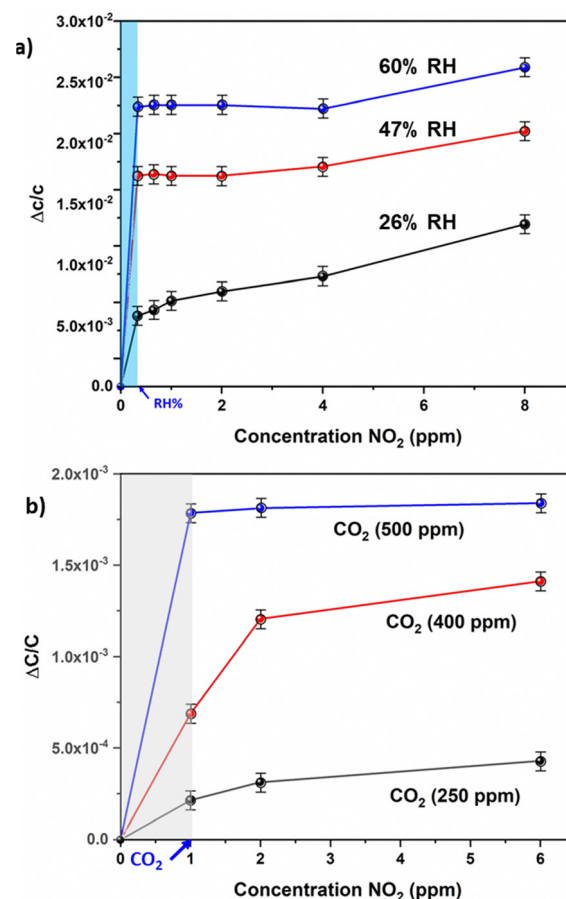 a)
3.0x10⁻²
2.5x10⁻²
2.0x10⁻²
1.5x10⁻²
1.0x10⁻²
5.0x10⁻³
0.0
Δc/c
60% RH
47% RH
26% RH
0 2 4 6 8
RH%
Concentration NO₂ (ppm)
b)
2.0x10⁻³
1.5x10⁻³
1.0x10⁻³
5.0x10⁻⁴
0.0
ΔC/C
CO₂ (500 ppm)
CO₂ (400 ppm)
CO₂ (250 ppm)
0 1 2 3 4 5 6
CO₂
Concentration NO₂ (ppm)